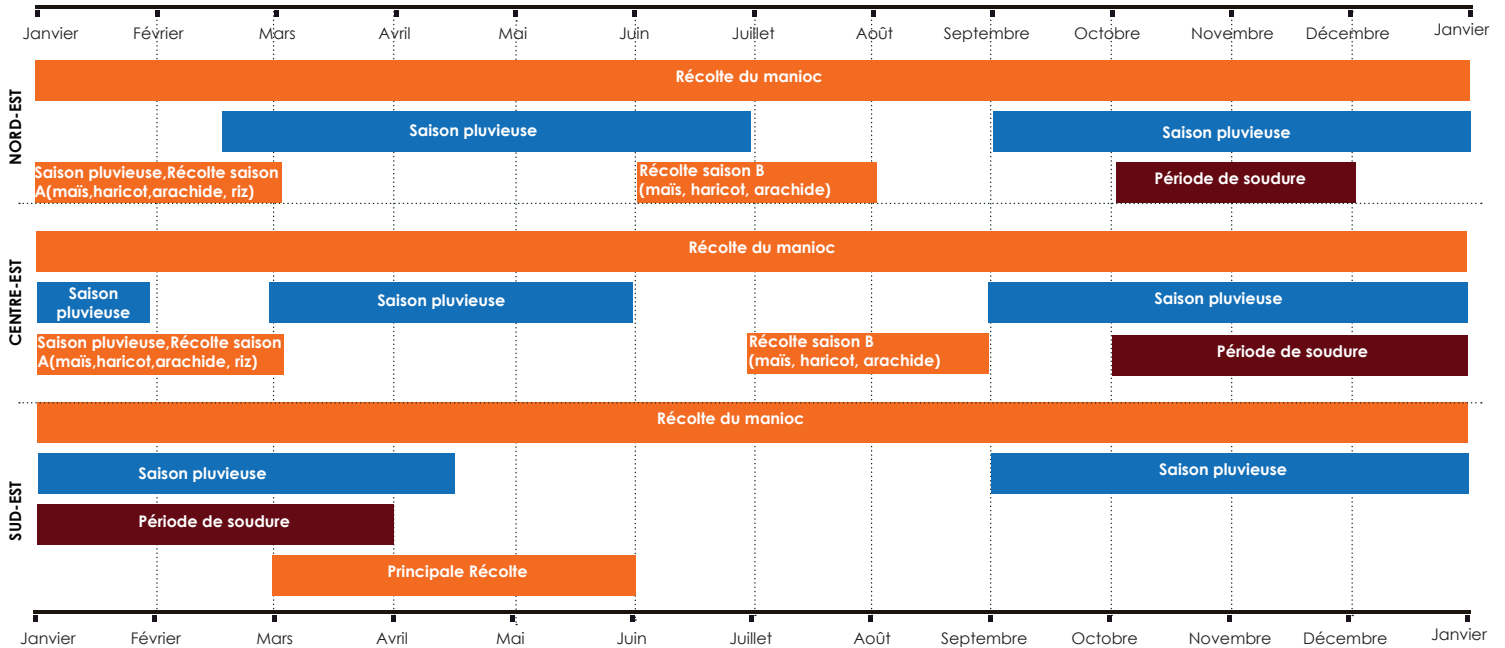 Janvier Février Mars Avril Mai Juin Juillet Août Septembre Octobre Novembre Décembre Janvier
NORD-EST
Récolte du manioc
Saison pluvieuse
Saison pluvieuse
Saison pluvieuse,Récolte saison
A(maïs,haricot,arachide, riz)
Récolte saison B
(maïs, haricot, arachide)
Période de soudure
CENTRE-EST
Récolte du manioc
Saison
pluvieuse
Saison pluvieuse
Saison pluvieuse
Saison pluvieuse,Récolte saison
A(maïs,haricot,arachide, riz)
Récolte saison B
(maïs, haricot, arachide)
Période de soudure
SUD-EST
Récolte du manioc
Saison pluvieuse
Saison pluvieuse
Période de soudure
Principale Récolte
Janvier Février Mars Avril Mai Juin Juillet Août Septembre Octobre Novembre Décembre Janvier